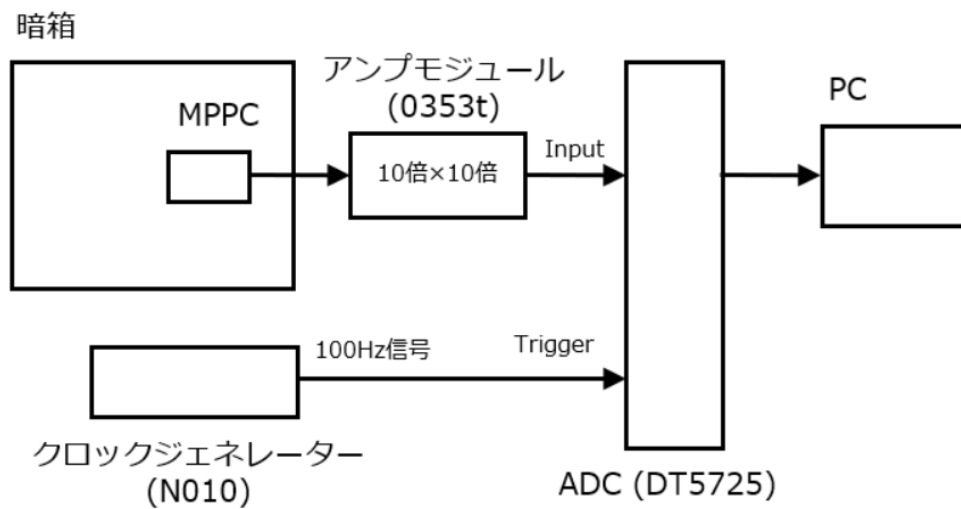 暗箱
MPPC
アンプモジュール
(0353t)
10倍×10倍
Input
PC
100Hz信号
Trigger
クロックジェネレーター
(N010)
ADC (DT5725)